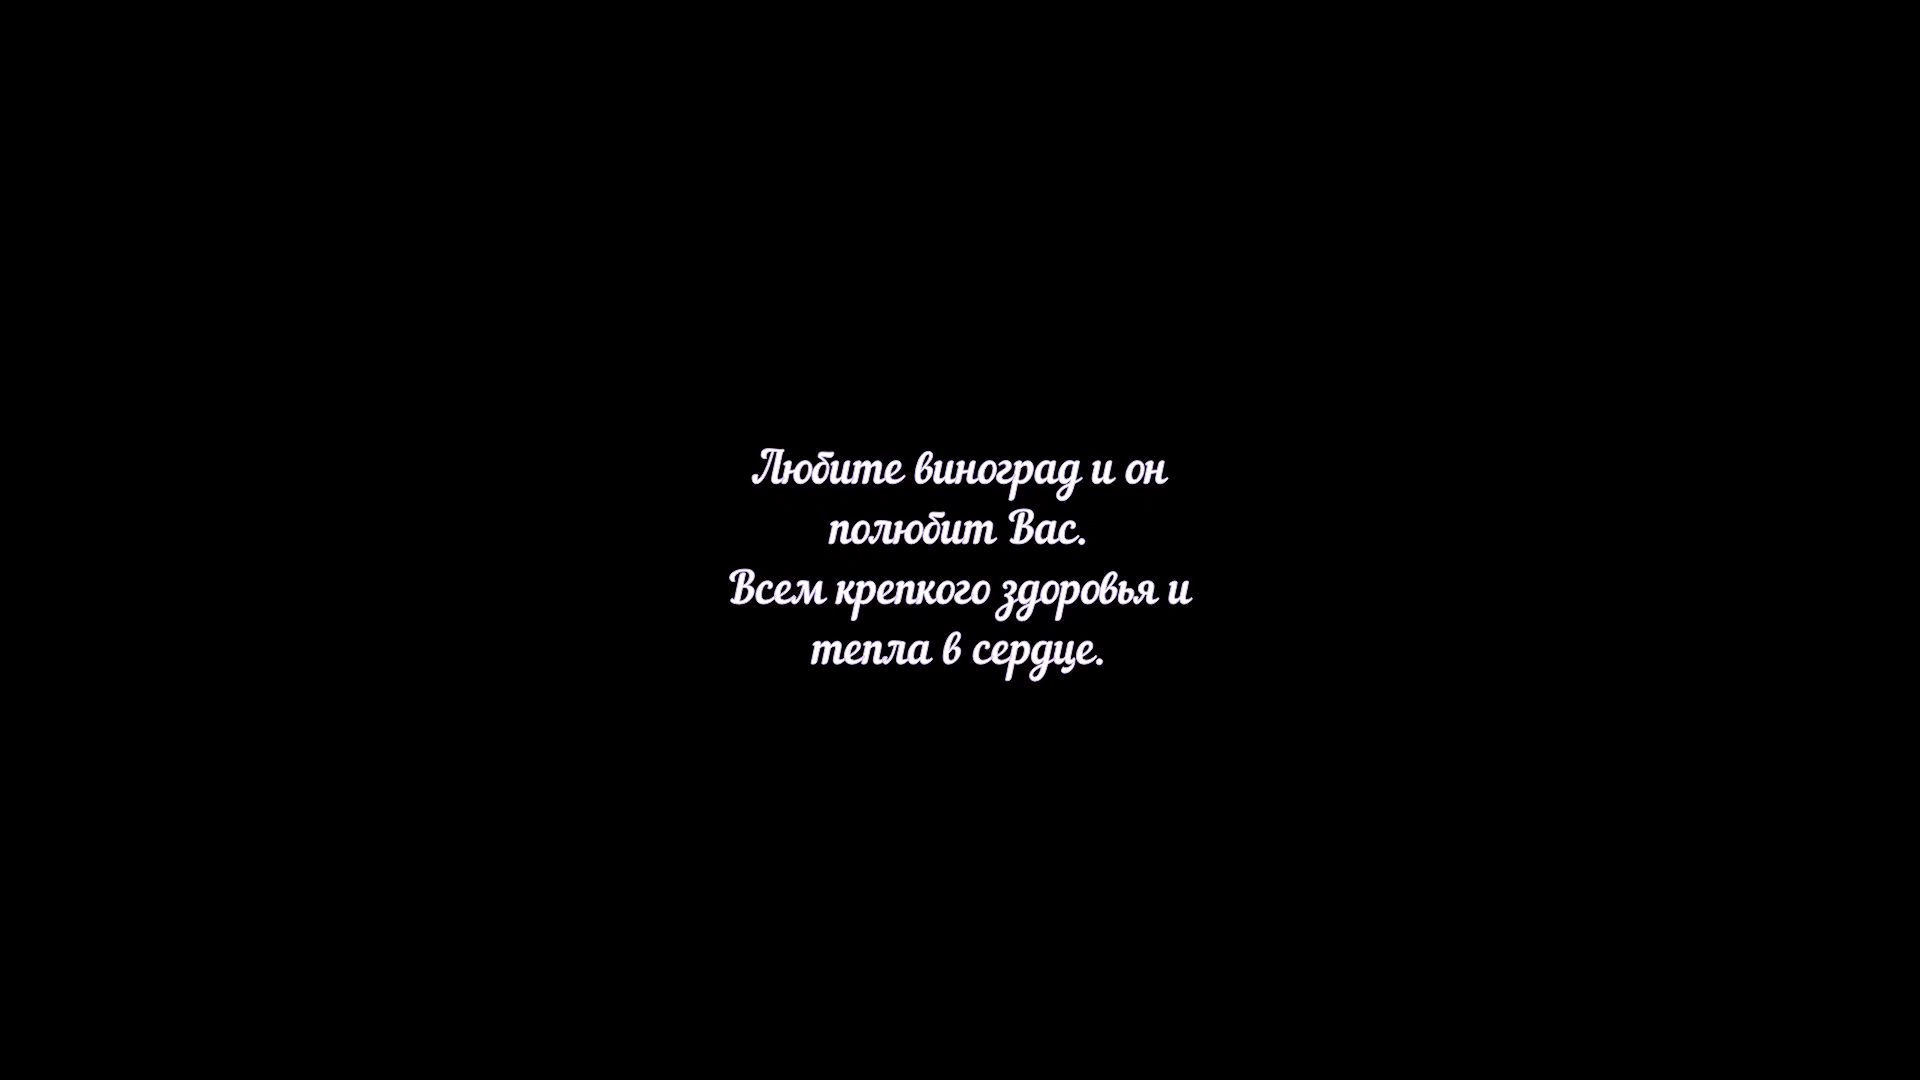 Любите виноград и он
полюбит Вас.
Всем крепкого здоровья и
тепла в сердце.